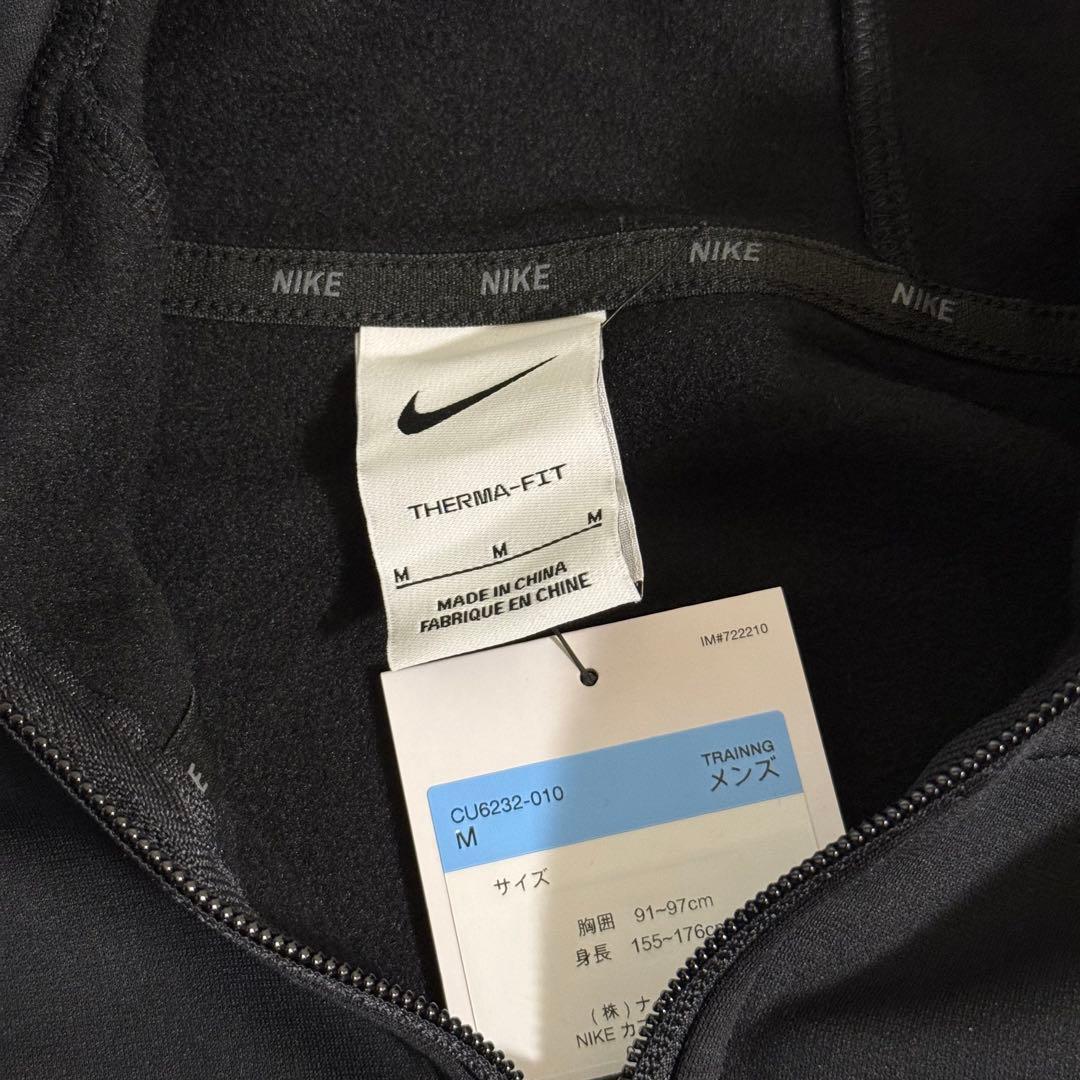 NIKE NIKE NIKE NIKE
THERMA-FIT
M M M
MADE IN CHINA
FABRIQUE EN CHINE
IM#722210
TRAINNG
メンズ
CU6232-010
M
サイズ
胸囲 91~97cm
身長 155~176c
(株)ナ
NIKE カ